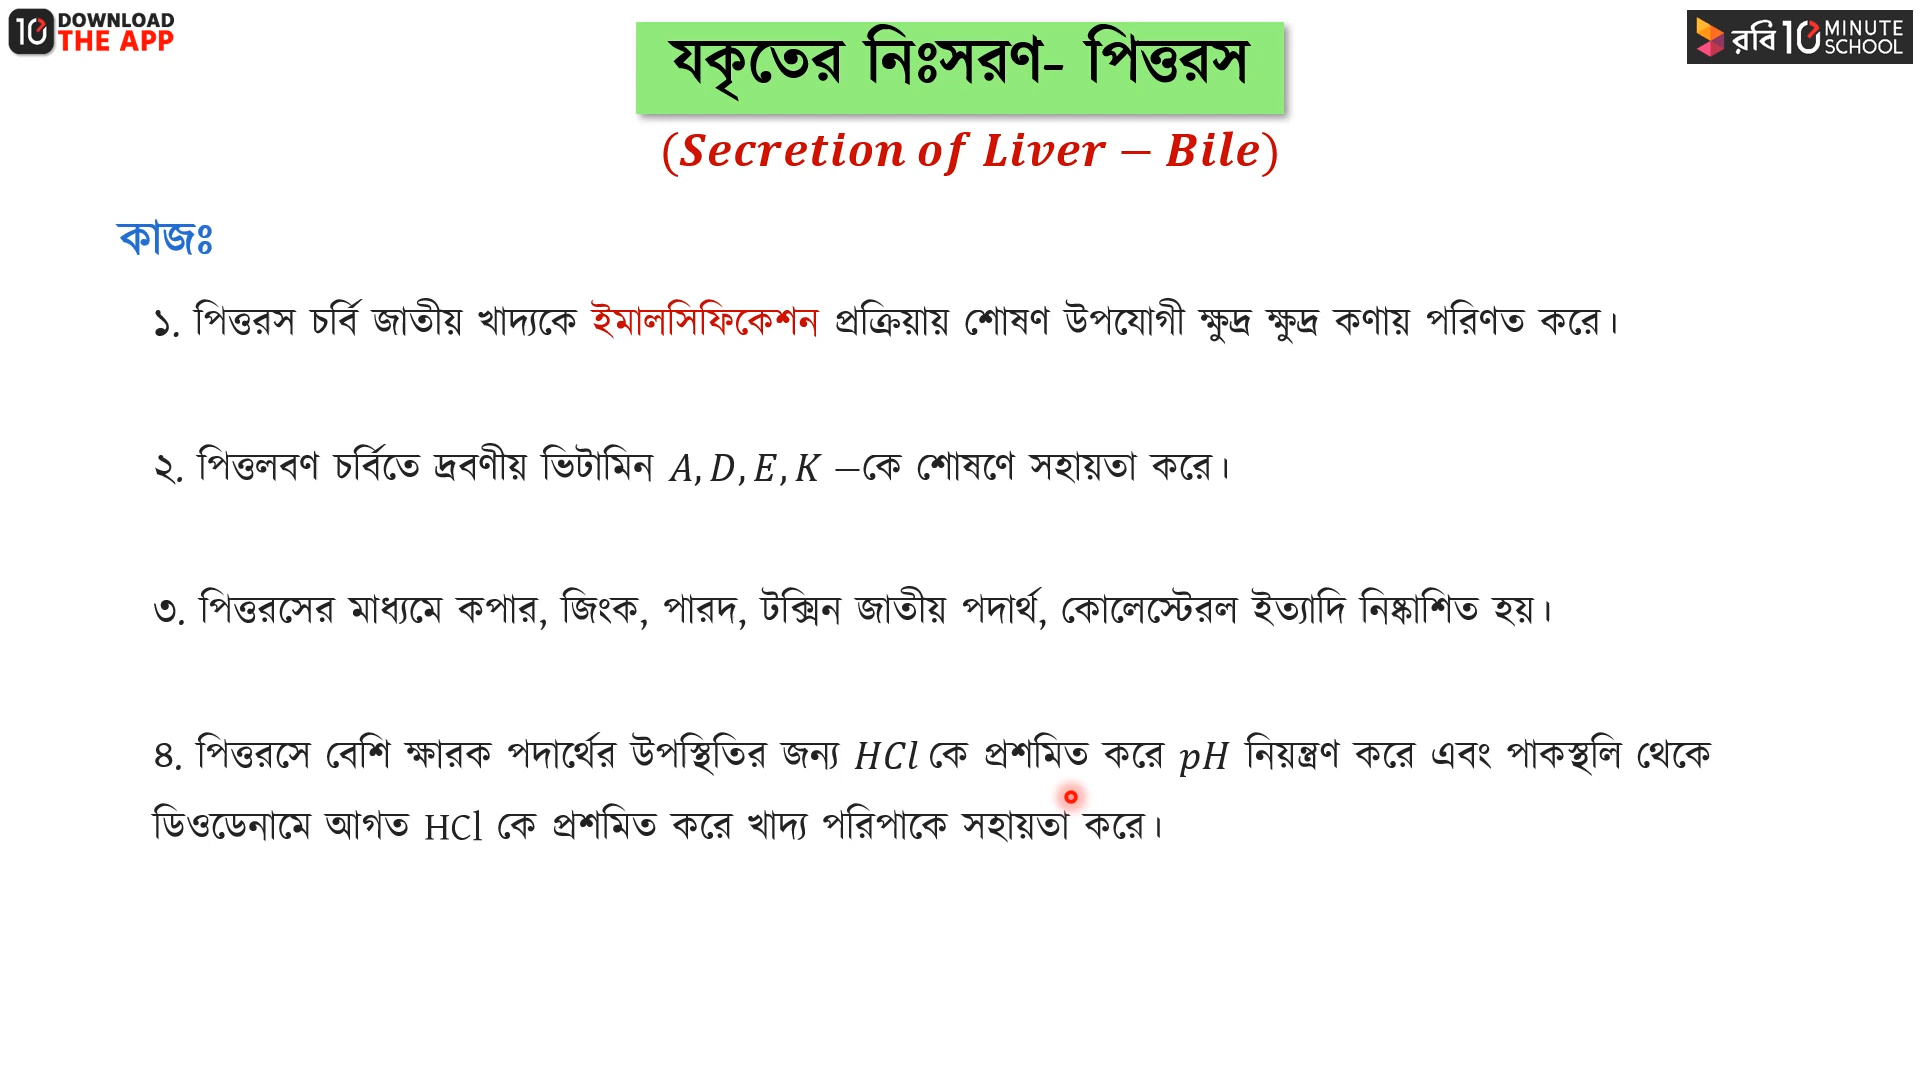 10 DOWNLOAD
THE APP
রবি 10 MINUTE
SCHOOL
যকৃতের নিঃসরণ- পিত্তরস
(Secretion of Liver – Bile)
কাজঃ
১. পিত্তরস চর্বি জাতীয় খাদ্যকে ইমালসিফিকেশন প্রক্রিয়ায় শোষণ উপযোগী ক্ষুদ্র ক্ষুদ্র কণায় পরিণত করে।
২. পিত্তলবণ চর্বিতে দ্রবণীয় ভিটামিন A, D, E, K –কে শোষণে সহায়তা করে।
৩. পিত্তরসের মাধ্যমে কপার, জিংক, পারদ, টক্সিন জাতীয় পদার্থ, কোলেস্টেরল ইত্যাদি নিষ্কাশিত হয়।
৪. পিত্তরসে বেশি ক্ষারক পদার্থের উপস্থিতির জন্য HCl কে প্রশমিত করে pH নিয়ন্ত্রণ করে এবং পাকস্থলি থেকে
ডিওডেনামে আগত HCl কে প্রশমিত করে খাদ্য পরিপাকে সহায়তা করে।